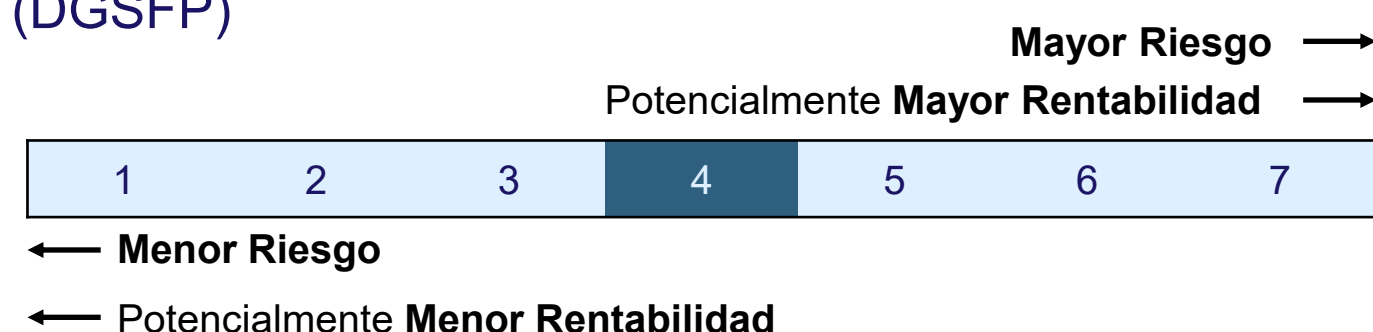 (DGSFP)
Mayor Riesgo
Potencialmente Mayor Rentabilidad
1 2 3 4 5 6 7
Menor Riesgo
Potencialmente Menor Rentabilidad